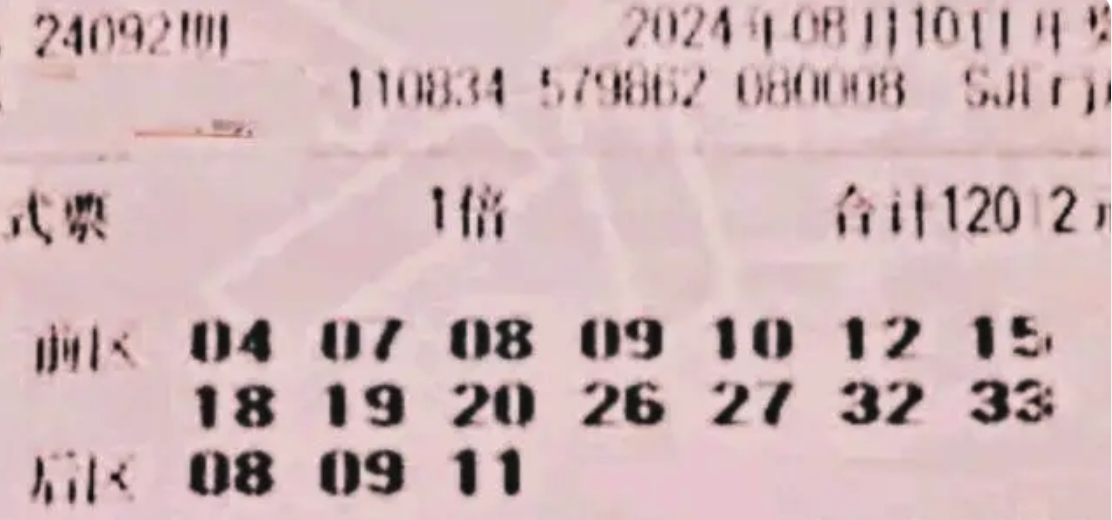 24092期
2024年08月10日开奖
110834 579862 080008
式票 1倍 合计12012元
前区 04 07 08 09 10 12 15
18 19 20 26 27 32 33
后区 08 09 11